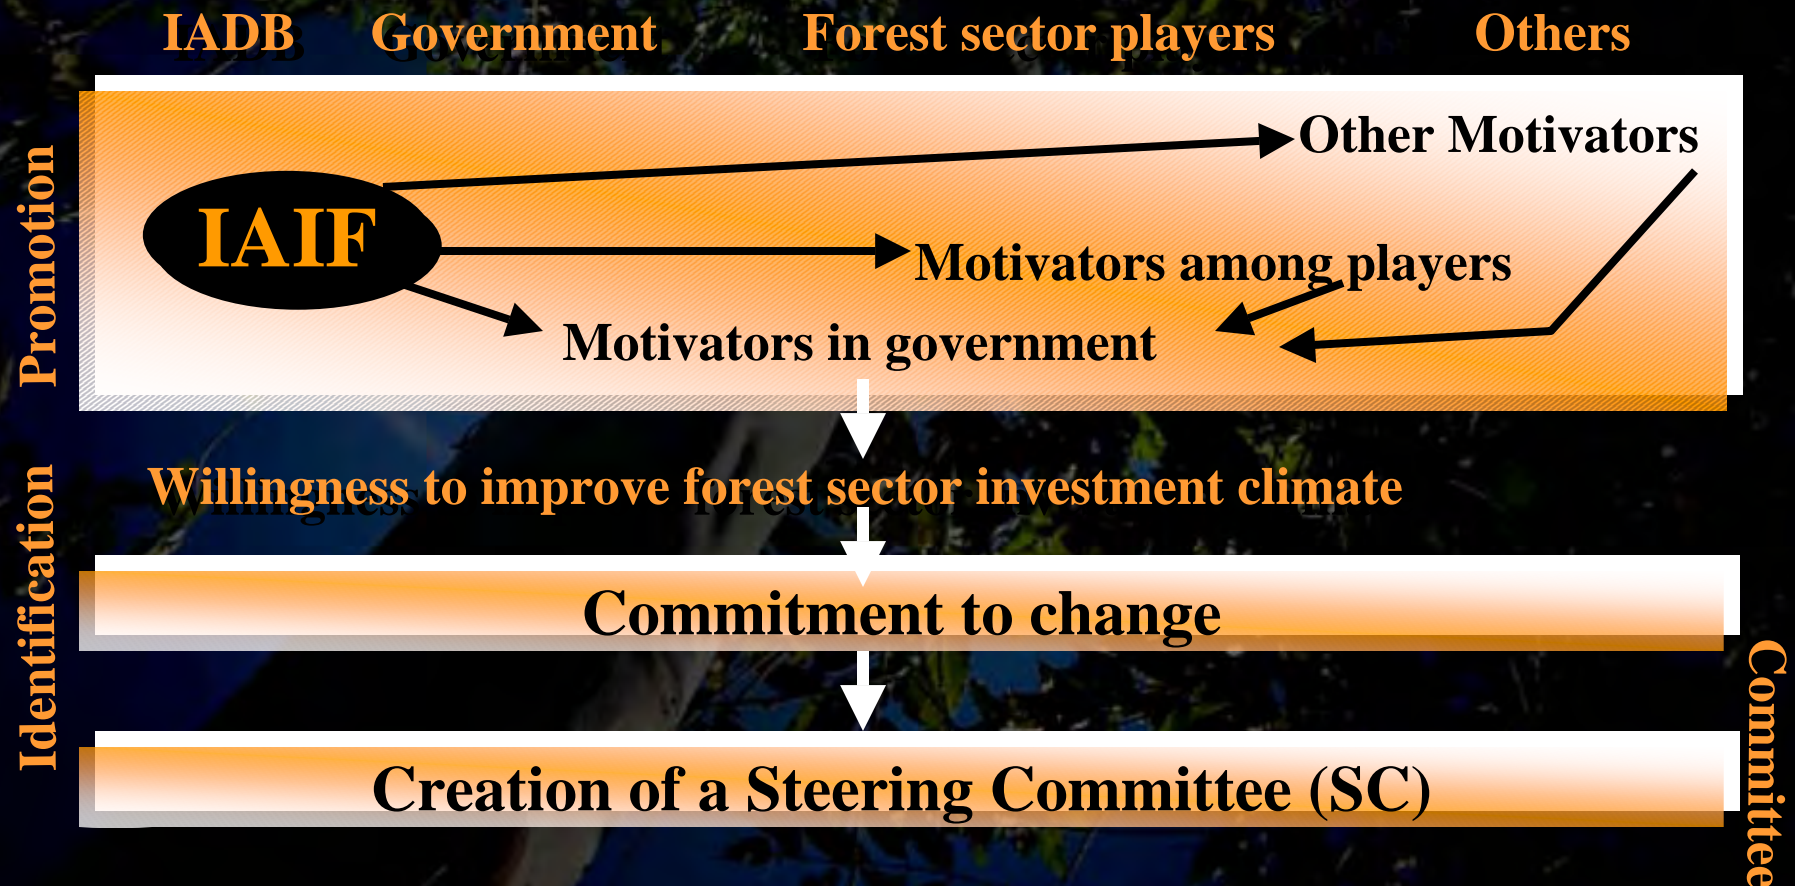 IADB Government Forest sector players Others
Promotion
Other Motivators
IAIF
Motivators among players
Motivators in government
Identification
Willingness to improve forest sector investment climate
Commitment to change
Creation of a Steering Committee (SC)
Committee